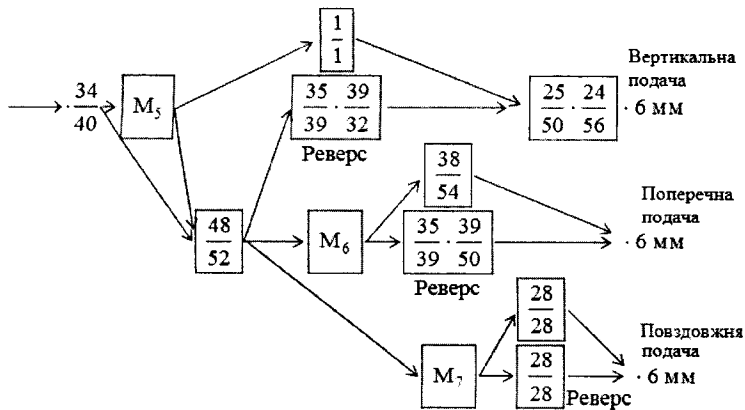 1/1
Вертикальна
подача
· 34/40 M₅ 35/39 · 39/32 25/50 · 24/56 · 6 мм
Реверс
38/54
Поперечна
подача
48/52 M₆ 35/39 · 39/50 · 6 мм
Реверс
28/28
Повздовжня
подача
M₇ 28/28 · 6 мм
Реверс